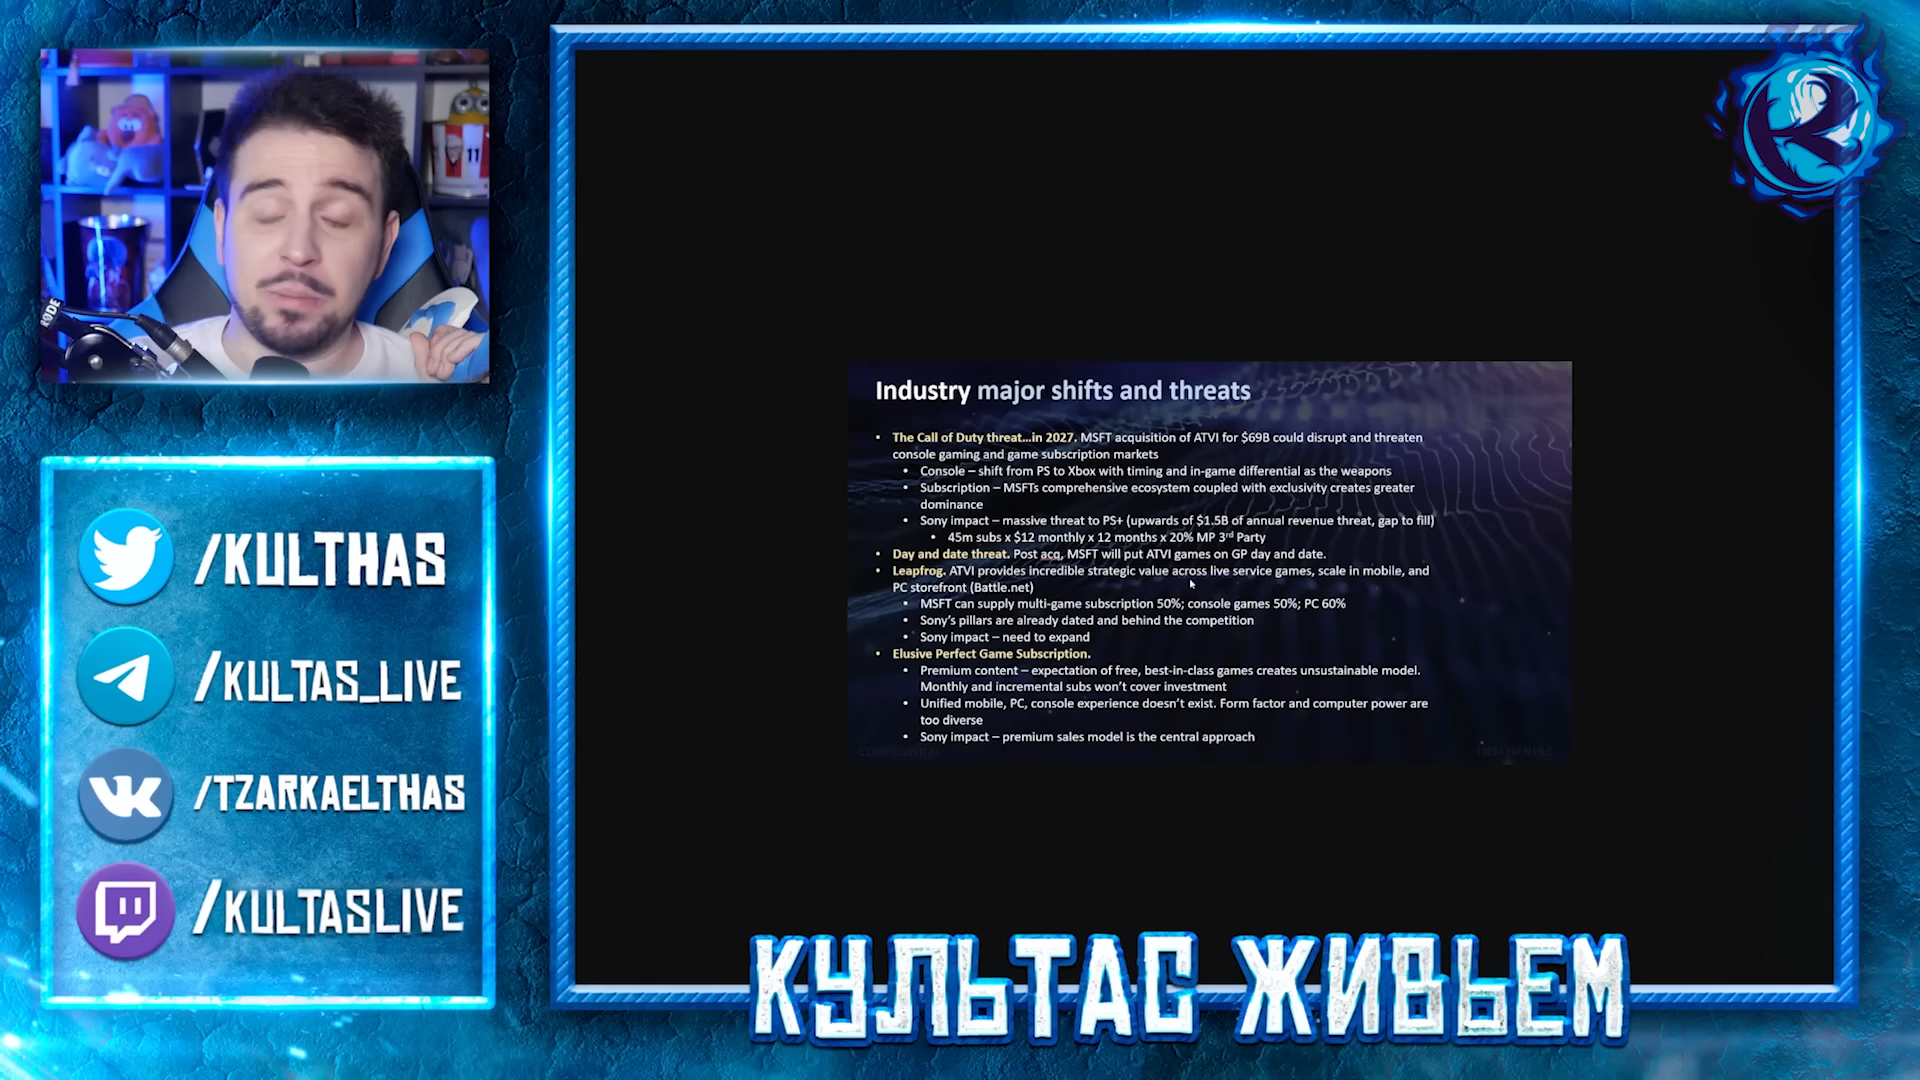 RØDE
11
/KULTHAS
/KULTAS_LIVE
/TZARKAELTHAS
/KULTASLIVE
Industry major shifts and threats
• The Call of Duty threat...in 2027. MSFT acquisition of ATVI for $69B could disrupt and threaten
console gaming and game subscription markets
• Console – shift from PS to Xbox with timing and in-game differential as the weapons
• Subscription – MSFTs comprehensive ecosystem coupled with exclusivity creates greater
dominance
• Sony impact – massive threat to PS+ (upwards of $1.5B of annual revenue threat, gap to fill)
• 45m subs x $12 monthly x 12 months x 20% MP 3rd Party
• Day and date threat. Post acq, MSFT will put ATVI games on GP day and date.
• Leapfrog. ATVI provides incredible strategic value across live service games, scale in mobile, and
PC storefront (Battle.net)
• MSFT can supply multi-game subscription 50%; console games 50%; PC 60%
• Sony's pillars are already dated and behind the competition
• Sony impact – need to expand
• Elusive Perfect Game Subscription.
• Premium content – expectation of free, best-in-class games creates unsustainable model.
Monthly and incremental subs won't cover investment
• Unified mobile, PC, console experience doesn't exist. Form factor and computer power are
too diverse
• Sony impact – premium sales model is the central approach
CONFIDENTIAL
INSOMNIAC
КУЛЬТАС ЖИВЬЕМ